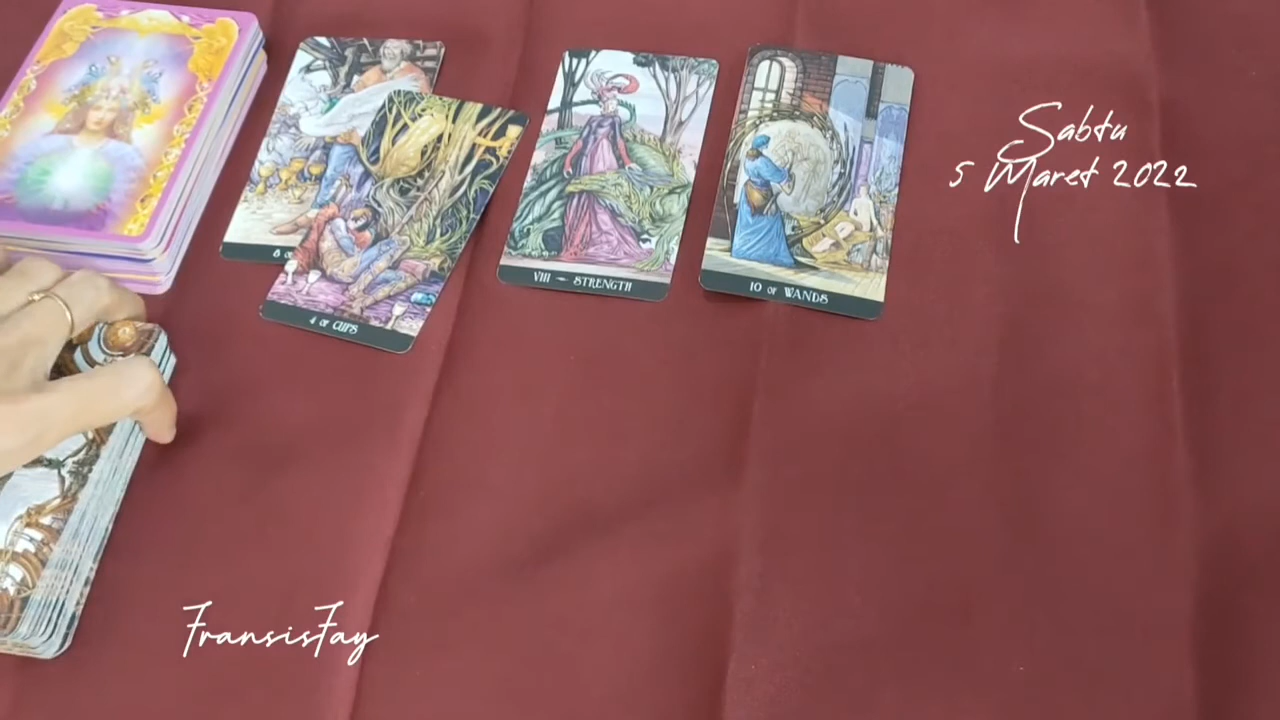 Sabtu
5 Maret 2022
4 OF CUPS
VIII — STRENGTH
10 OF WANDS
FransisFay